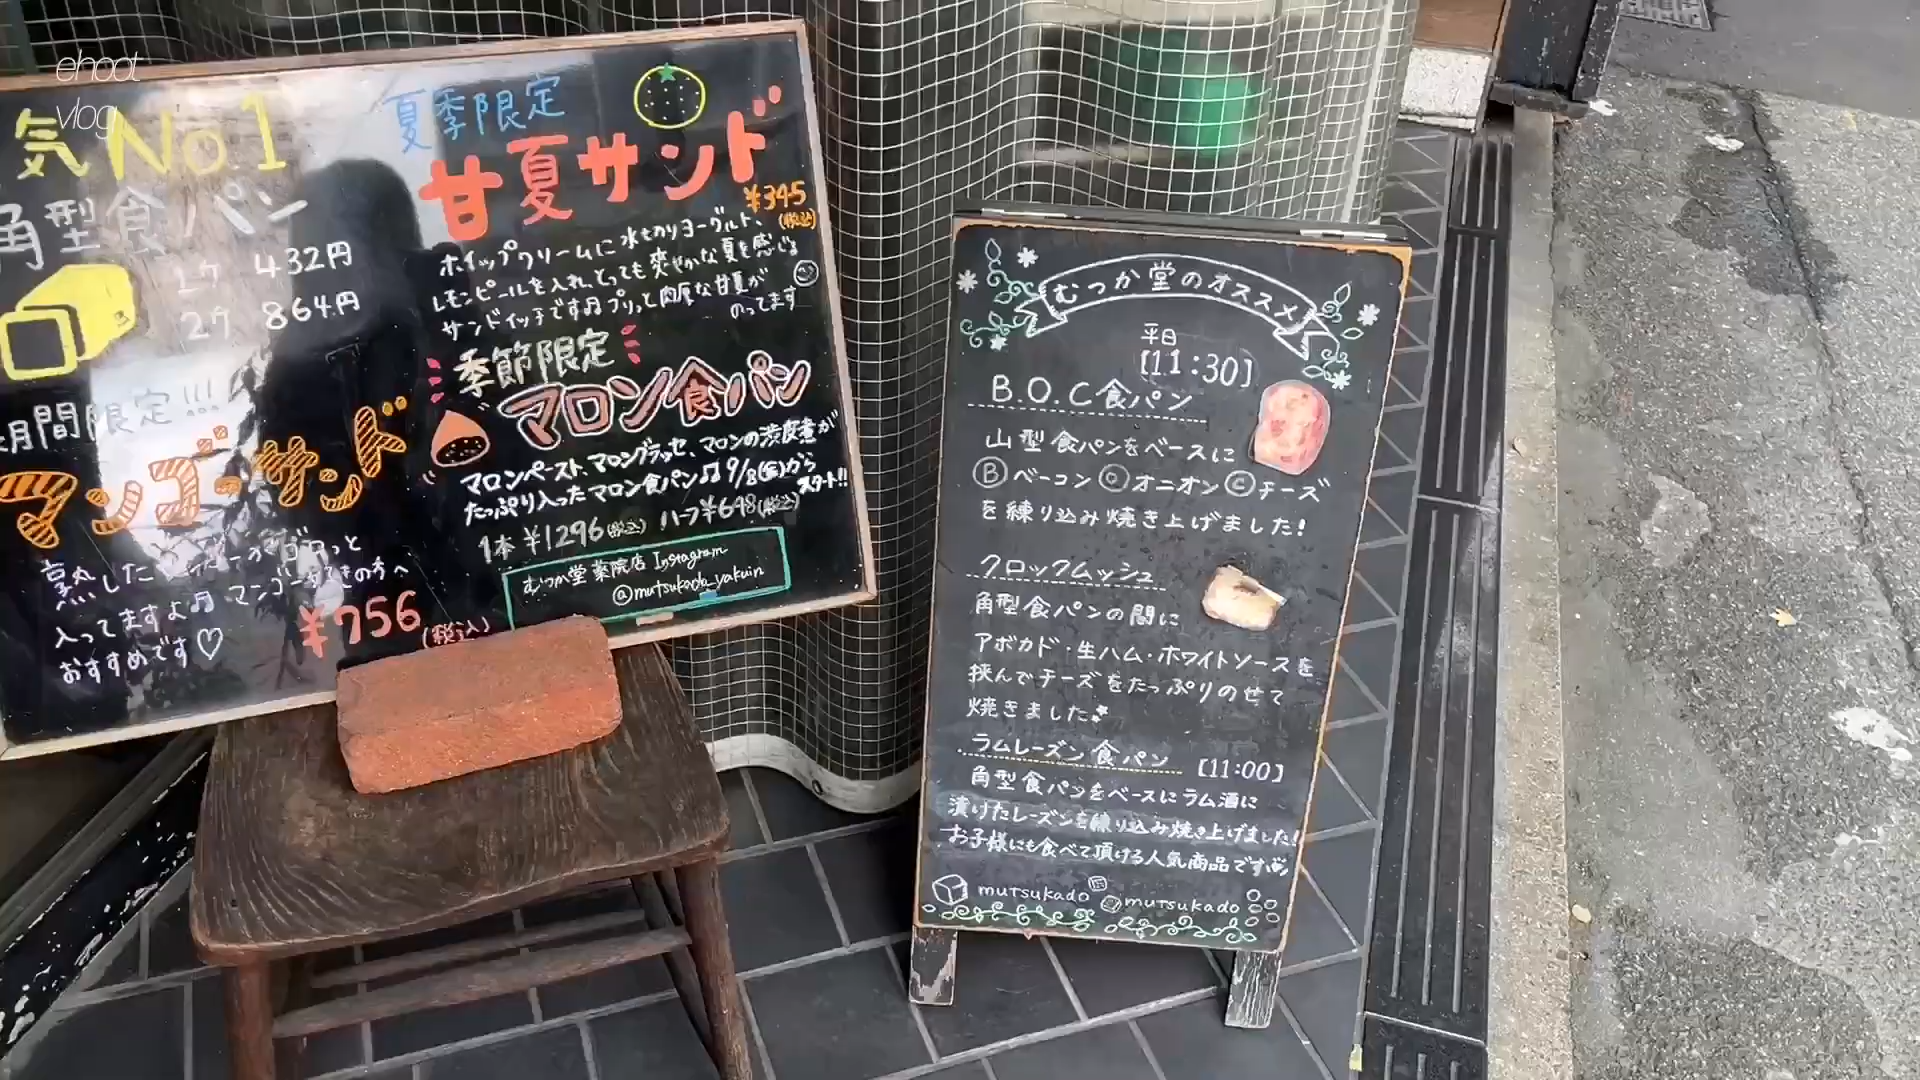 ehoot
vlog
気No1
角型食パン
1ケ 432円
2ケ 864円
期間限定!!!
マンゴーサンド
熟した
入ってますよ♫ マンゴー好きの方へ
おすすめです♡
¥756(税込)
夏季限定
甘夏サンド
¥345
(税込)
ホイップクリームに水きりヨーグルト、
レモンピールを入れ、とっても爽やかな夏を感じる
サンドイッチです♫プリっと肉厚な甘夏が
のってます
季節限定
マロン食パン
マロンペースト、マロングラッセ、マロンの渋皮煮が
たっぷり入ったマロン食パン♫ 9/8(金)から
スタート!!
1本 ¥1296(税込) ハーフ¥648(税込)
むつか堂薬院店 Instagram
@mutsukado_yakuin
むつか堂のオススメ
平日
[11:30]
B.O.C食パン
山型食パンをベースに
Ⓑベーコン Ⓞオニオン Ⓒチーズ
を練り込み焼き上げました!
クロックムッシュ
角型食パンの間に
アボカド・生ハム・ホワイトソースを
挟んでチーズをたっぷりのせて
焼きました
ラムレーズン食パン [11:00]
角型食パンをベースにラム酒に
漬けたレーズンを練り込み焼き上げました!
お子様にも食べて頂ける人気商品です
mutsukado
@mutsukado